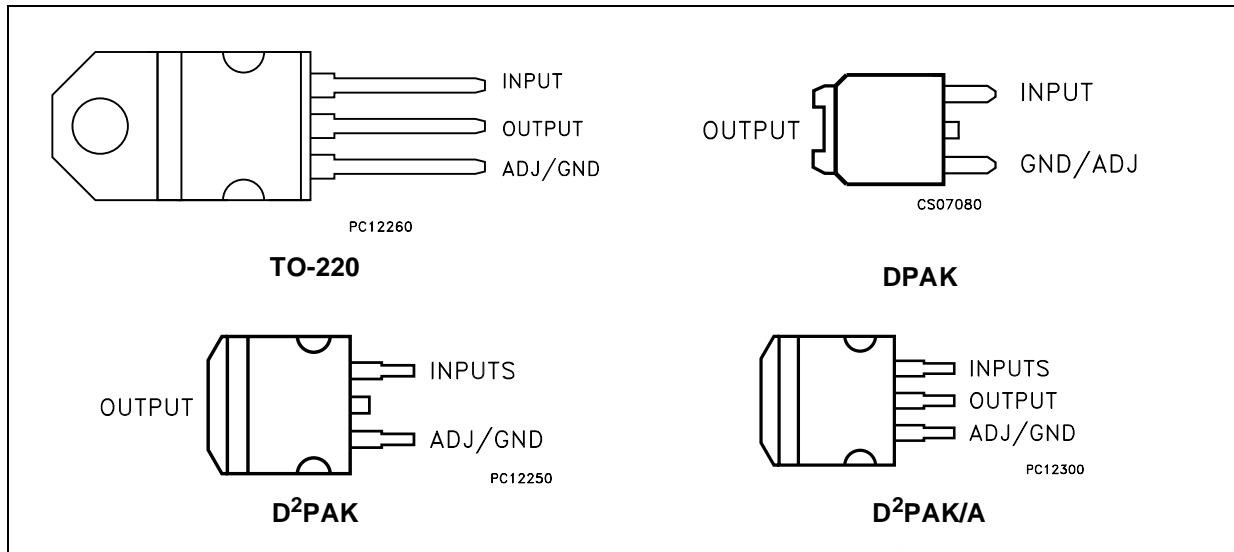 INPUT
OUTPUT
ADJ/GND
PC12260
TO-220
OUTPUT
INPUT
GND/ADJ
CS07080
DPAK
OUTPUT
INPUTS
ADJ/GND
PC12250
D²PAK
INPUTS
OUTPUT
ADJ/GND
PC12300
D²PAK/A